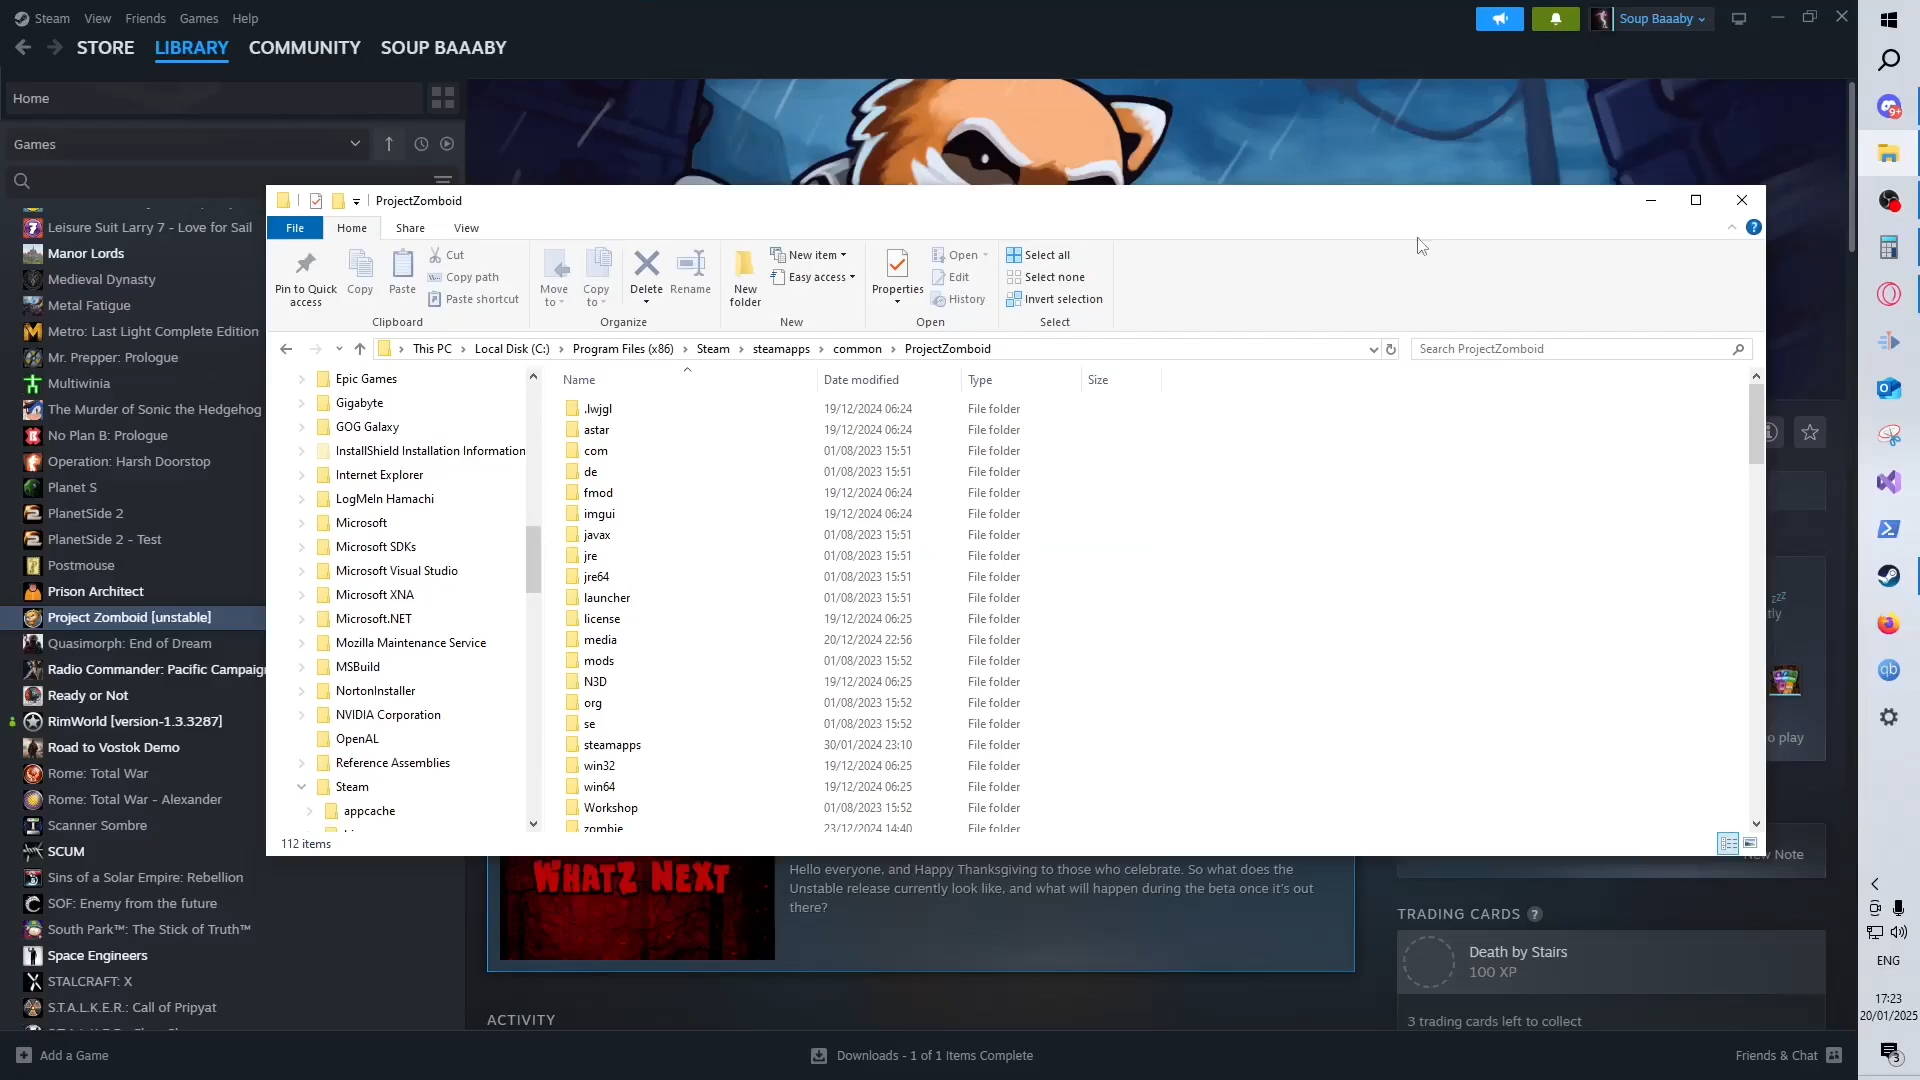 Steam View Friends Games Help
Soup Baaaby
STORE LIBRARY COMMUNITY SOUP BAAABY
Home
Games
Leisure Suit Larry 7 - Love for Sail
Manor Lords
Medieval Dynasty
Metal Fatigue
Metro: Last Light Complete Edition
Mr. Prepper: Prologue
Multiwinia
The Murder of Sonic the Hedgehog
No Plan B: Prologue
Operation: Harsh Doorstop
Planet S
PlanetSide 2
PlanetSide 2 - Test
Postmouse
Prison Architect
Project Zomboid [unstable]
Quasimorph: End of Dream
Radio Commander: Pacific Campaign
Ready or Not
RimWorld [version-1.3.3287]
Road to Vostok Demo
Rome: Total War
Rome: Total War - Alexander
Scanner Sombre
SCUM
Sins of a Solar Empire: Rebellion
SOF: Enemy from the future
South Park™: The Stick of Truth™
Space Engineers
STALCRAFT: X
S.T.A.L.K.E.R.: Call of Pripyat
Add a Game
ProjectZomboid
File Home Share View
Pin to Quick access
Copy
Paste
Cut
Copy path
Paste shortcut
Clipboard
Move to
Copy to
Delete
Rename
Organize
New folder
New item
Easy access
New
Properties
Open
Edit
History
Open
Select all
Select none
Invert selection
Select
This PC > Local Disk (C:) > Program Files (x86) > Steam > steamapps > common > ProjectZomboid
Search ProjectZomboid
Epic Games
Gigabyte
GOG Galaxy
InstallShield Installation Information
Internet Explorer
LogMeIn Hamachi
Microsoft
Microsoft SDKs
Microsoft Visual Studio
Microsoft XNA
Microsoft.NET
Mozilla Maintenance Service
MSBuild
NortonInstaller
NVIDIA Corporation
OpenAL
Reference Assemblies
Steam
appcache
Name Date modified Type Size
.lwjgl 19/12/2024 06:24 File folder
astar 19/12/2024 06:24 File folder
com 01/08/2023 15:51 File folder
de 01/08/2023 15:51 File folder
fmod 19/12/2024 06:24 File folder
imgui 19/12/2024 06:24 File folder
javax 01/08/2023 15:51 File folder
jre 01/08/2023 15:51 File folder
jre64 01/08/2023 15:51 File folder
launcher 01/08/2023 15:51 File folder
license 19/12/2024 06:25 File folder
media 20/12/2024 22:56 File folder
mods 01/08/2023 15:52 File folder
N3D 19/12/2024 06:25 File folder
org 01/08/2023 15:52 File folder
se 01/08/2023 15:52 File folder
steamapps 30/01/2024 23:10 File folder
win32 19/12/2024 06:25 File folder
win64 19/12/2024 06:25 File folder
Workshop 01/08/2023 15:52 File folder
zombie 23/12/2024 14:40 File folder
112 items
WHATZ NEXT
Hello everyone, and Happy Thanksgiving to those who celebrate. So what does the
Unstable release currently look like, and what will happen during the beta once it's out
there?
ACTIVITY
zzz
tly
o play
New Note
TRADING CARDS ?
Death by Stairs
100 XP
3 trading cards left to collect
Downloads - 1 of 1 Items Complete
Friends & Chat
9+
qb
ENG
17:23
20/01/2025
3